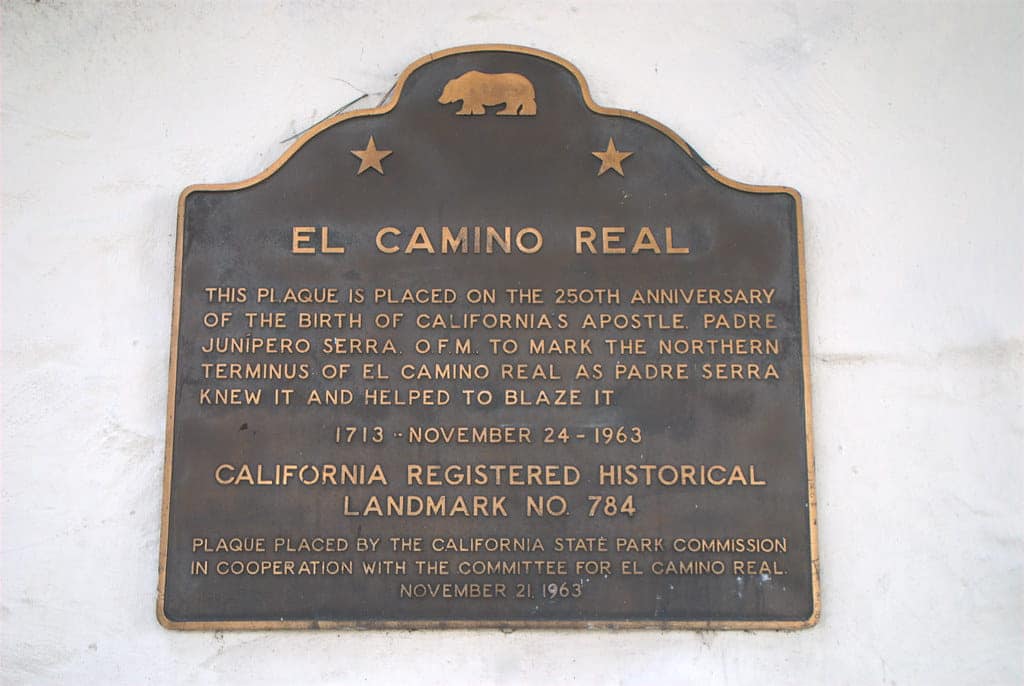 EL CAMINO REAL
THIS PLAQUE IS PLACED ON THE 250TH ANNIVERSARY
OF THE BIRTH OF CALIFORNIA'S APOSTLE, PADRE
JUNÍPERO SERRA, O.F.M. TO MARK THE NORTHERN
TERMINUS OF EL CAMINO REAL AS PADRE SERRA
KNEW IT AND HELPED TO BLAZE IT
1713 - NOVEMBER 24 - 1963
CALIFORNIA REGISTERED HISTORICAL
LANDMARK NO. 784
PLAQUE PLACED BY THE CALIFORNIA STATE PARK COMMISSION
IN COOPERATION WITH THE COMMITTEE FOR EL CAMINO REAL.
NOVEMBER 21, 1963